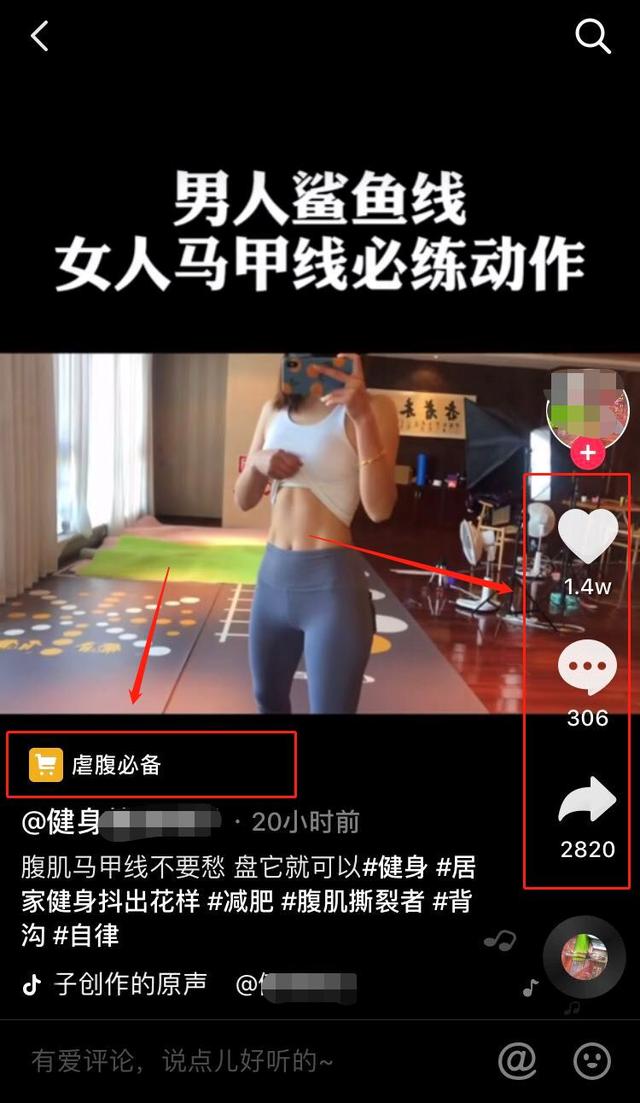 男人鲨鱼线
女人马甲线必练动作
1.4w
306
虐腹必备
2820
@健身
· 20小时前
腹肌马甲线不要愁 盘它就可以#健身 #居
家健身抖出花样 #减肥 #腹肌撕裂者 #背
沟 #自律
子创作的原声 @
有爱评论，说点儿好听的~